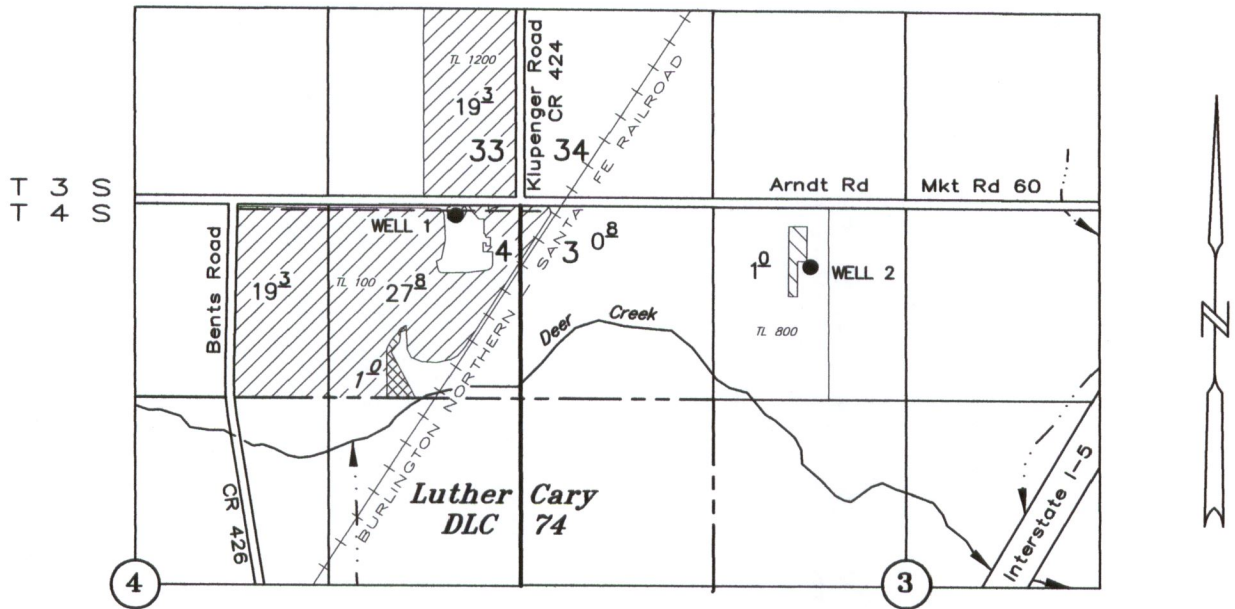 TL 1200
19 3
33
Klupenger Road
CR 424
34
BURLINGTON NORTHERN - SANTA FE RAILROAD
T 3 S
T 4 S
Arndt Rd
Mkt Rd 60
Bents Road
WELL 1
4
3
0 8
19 3
TL 100
27 8
1 0
1 0
WELL 2
TL 800
Deer Creek
N
CR 426
Luther Cary
DLC 74
Interstate I-5
4
3